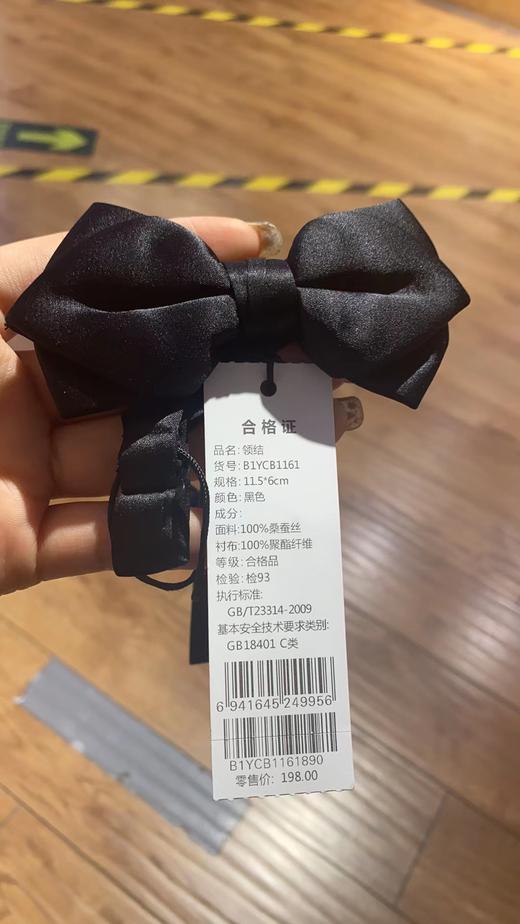 合格证
品名:领结
货号:B1YCB1161
规格:11.5*6cm
颜色:黑色
成分:
面料:100%桑蚕丝
衬布:100%聚酯纤维
等级:合格品
检验:检93
执行标准:
GB/T23314-2009
基本安全技术要求类别:
GB18401 C类
6 941645 249956
B1YCB1161890
零售价: 198.00